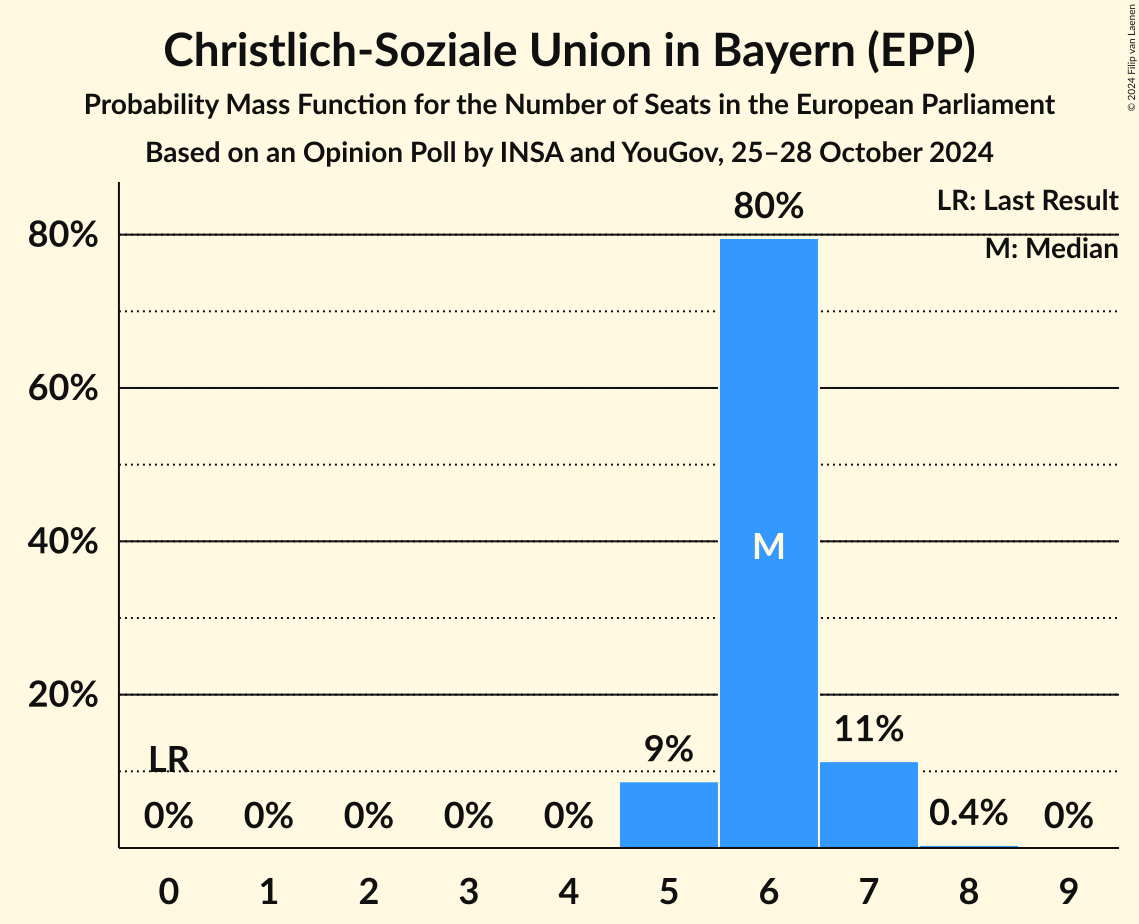 Christlich-Soziale Union in Bayern (EPP)
Probability Mass Function for the Number of Seats in the European Parliament
Based on an Opinion Poll by INSA and YouGov, 25–28 October 2024
© 2024 Filip van Laenen
LR: Last Result
M: Median
80%
60%
40%
20%
LR
0%
0%
0%
0%
0%
9%
80%
M
11%
0.4%
0%
0 1 2 3 4 5 6 7 8 9